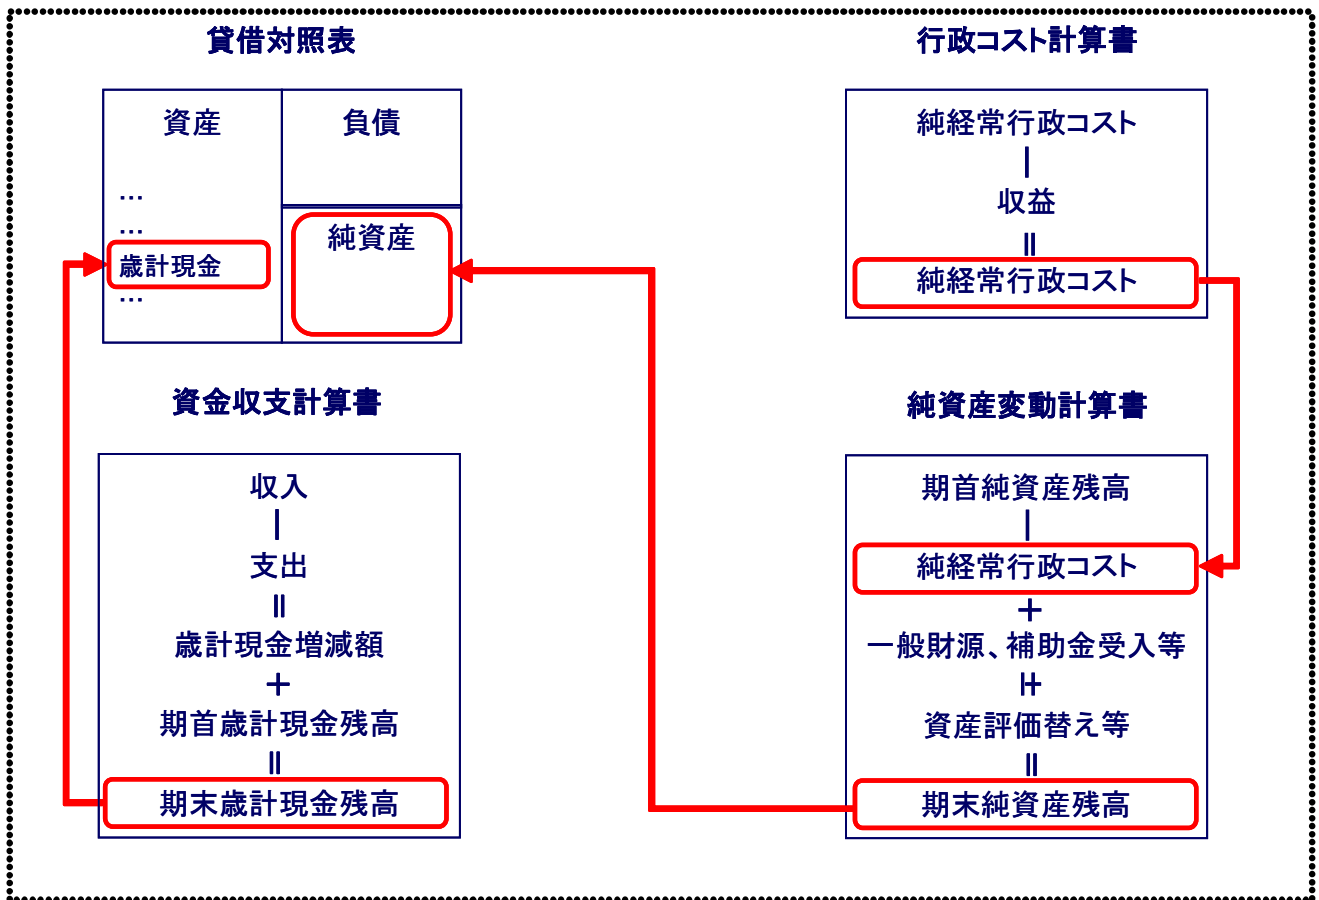 貸借対照表
資産
負債
…
…
歳計現金
…
純資産
行政コスト計算書
純経常行政コスト
｜
収益
||
純経常行政コスト
資金収支計算書
収入
｜
支出
||
歳計現金増減額
＋
期首歳計現金残高
||
期末歳計現金残高
純資産変動計算書
期首純資産残高
｜
純経常行政コスト
＋
一般財源、補助金受入等
|+
資産評価替え等
||
期末純資産残高